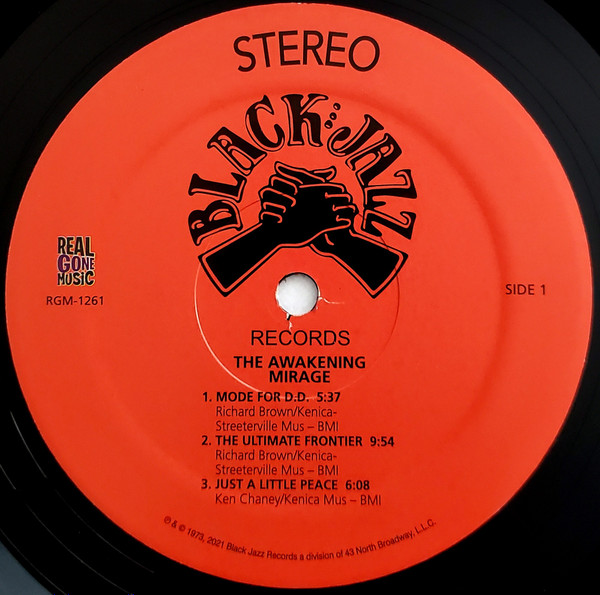 STEREO
BLACK JAZZ
REAL
GONE
MUSIC
RGM-1261
SIDE 1
RECORDS
THE AWAKENING
MIRAGE
1. MODE FOR D.D. 5:37
Richard Brown/Kenica-
Streeterville Mus – BMI
2. THE ULTIMATE FRONTIER 9:54
Richard Brown/Kenica-
Streeterville Mus – BMI
3. JUST A LITTLE PEACE 6:08
Ken Chaney/Kenica Mus – BMI
℗ & © 1973, 2021 Black Jazz Records a division of 43 North Broadway, L.L.C.